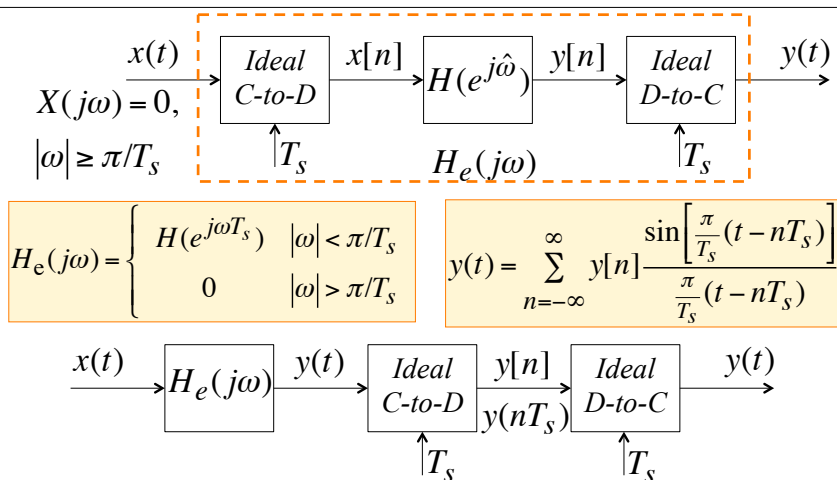 x(t) Ideal C-to-D x[n] H(e^{jω̂}) y[n] Ideal D-to-C y(t)
X(jω) = 0,
|ω| ≥ π/T_s
T_s H_e(jω) T_s
H_e(jω) = { H(e^{jωT_s}) |ω| < π/T_s
0 |ω| > π/T_s
y(t) = ∑_{n=-∞}^{∞} y[n] sin[π/T_s (t − nT_s)] / π/T_s (t − nT_s)
x(t) H_e(jω) y(t) Ideal C-to-D y[n] Ideal D-to-C y(t)
y(nT_s)
T_s T_s